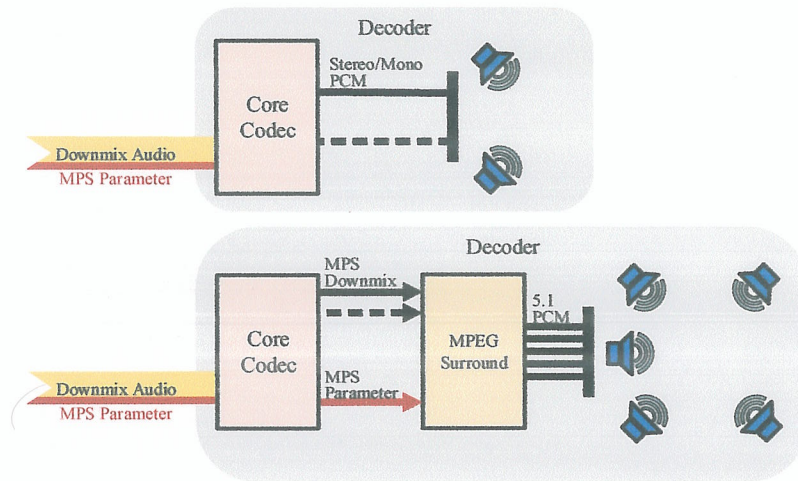 Decoder
Stereo/Mono
PCM
Core
Codec
Downmix Audio
MPS Parameter
Decoder
MPS
Downmix
5.1
PCM
Core
Codec
MPEG
Surround
MPS
Parameter
Downmix Audio
MPS Parameter